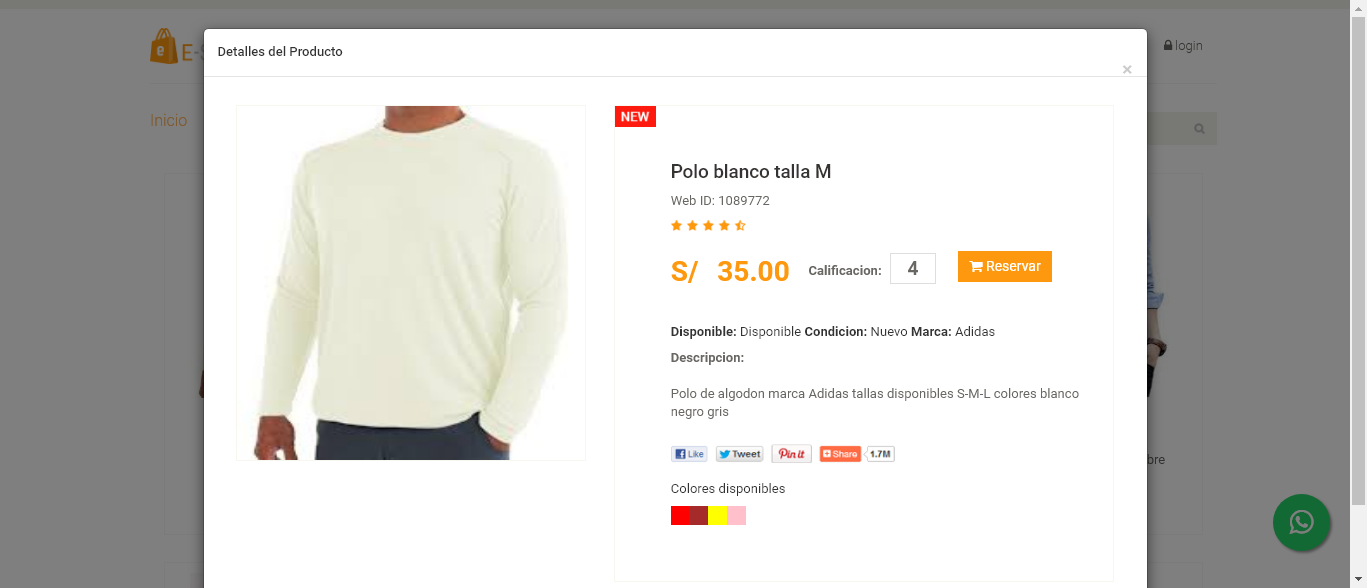 Detalles del Producto
×
login
E-S
Inicio
NEW
Polo blanco talla M
Web ID: 1089772
S/ 35.00 Calificacion: 4 Reservar
Disponible: Disponible Condicion: Nuevo Marca: Adidas
Descripcion:
Polo de algodon marca Adidas tallas disponibles S-M-L colores blanco
negro gris
Like Tweet Pin it Share 1.7M
bre
Colores disponibles